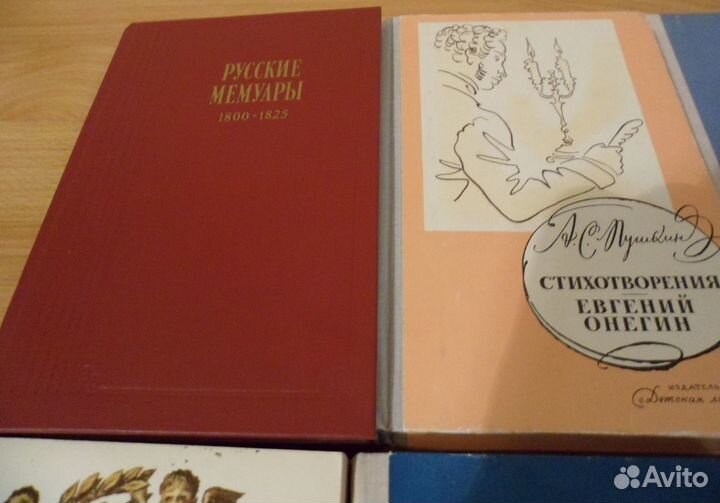 РУССКИЕ
МЕМУАРЫ
1800-1825
А.С.Пушкин
СТИХОТВОРЕНИЯ
ЕВГЕНИЙ
ОНЕГИН
Avito